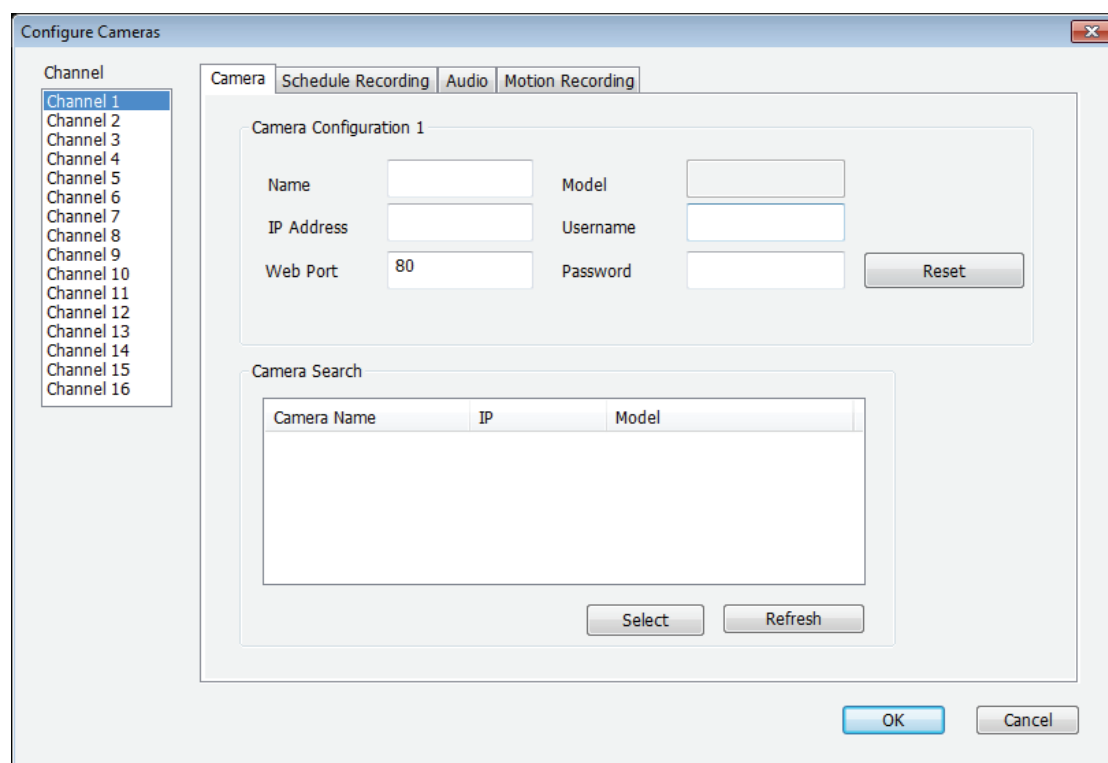 Configure Cameras
Channel
Channel 1
Channel 2
Channel 3
Channel 4
Channel 5
Channel 6
Channel 7
Channel 8
Channel 9
Channel 10
Channel 11
Channel 12
Channel 13
Channel 14
Channel 15
Channel 16
Camera Schedule Recording Audio Motion Recording
Camera Configuration 1
Name Model
IP Address Username
Web Port 80 Password Reset
Camera Search
Camera Name IP Model
Select Refresh
OK Cancel